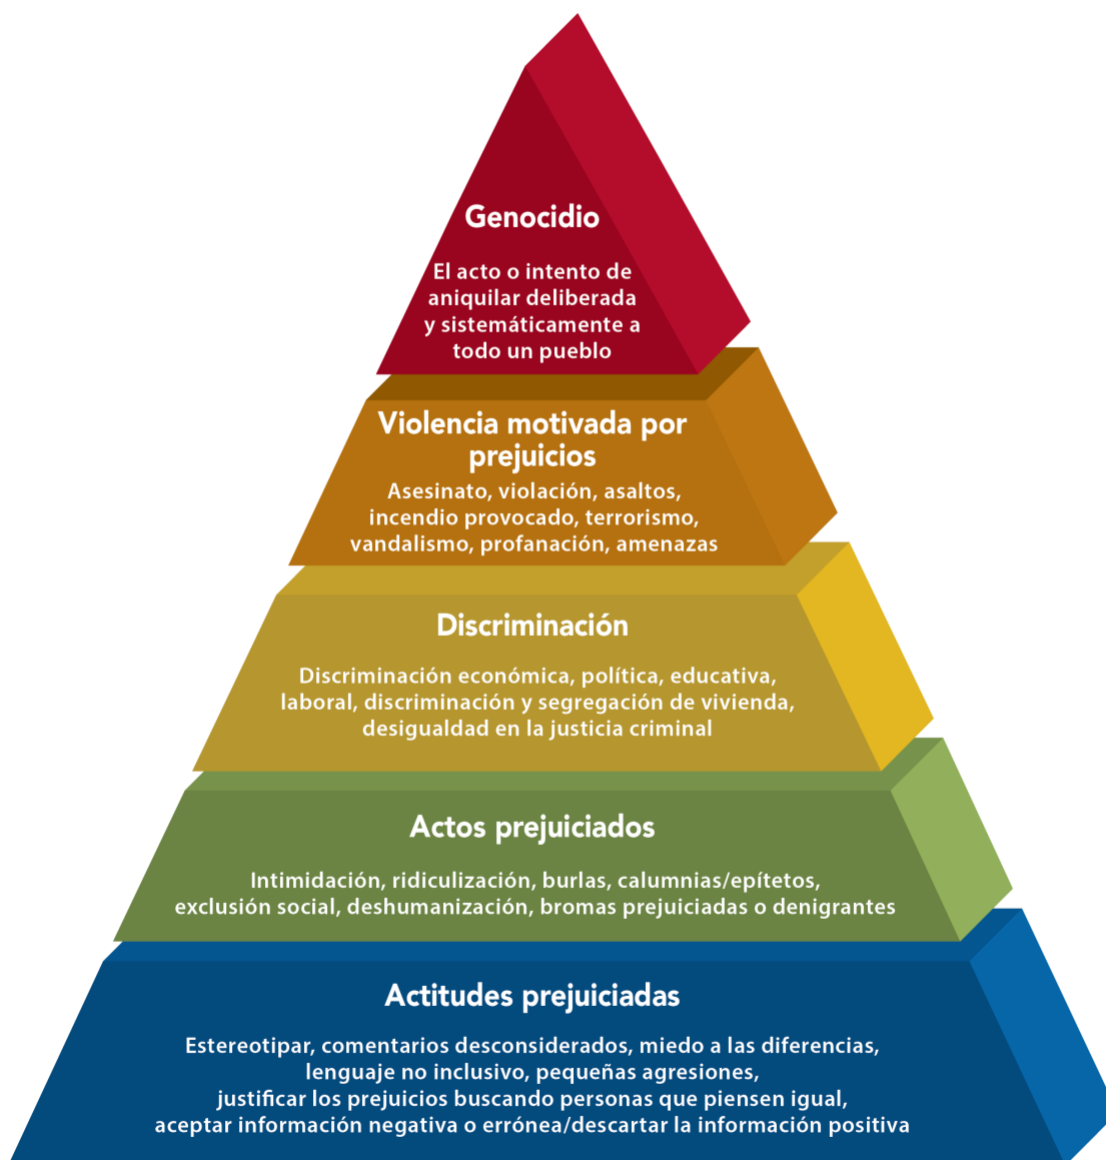 Genocidio
El acto o intento de
aniquilar deliberada
y sistemáticamente a
todo un pueblo
Violencia motivada por
prejuicios
Asesinato, violación, asaltos,
incendio provocado, terrorismo,
vandalismo, profanación, amenazas
Discriminación
Discriminación económica, política, educativa,
laboral, discriminación y segregación de vivienda,
desigualdad en la justicia criminal
Actos prejuiciados
Intimidación, ridiculización, burlas, calumnias/epítetos,
exclusión social, deshumanización, bromas prejuiciadas o denigrantes
Actitudes prejuiciadas
Estereotipar, comentarios desconsiderados, miedo a las diferencias,
lenguaje no inclusivo, pequeñas agresiones,
justificar los prejuicios buscando personas que piensen igual,
aceptar información negativa o errónea/descartar la información positiva